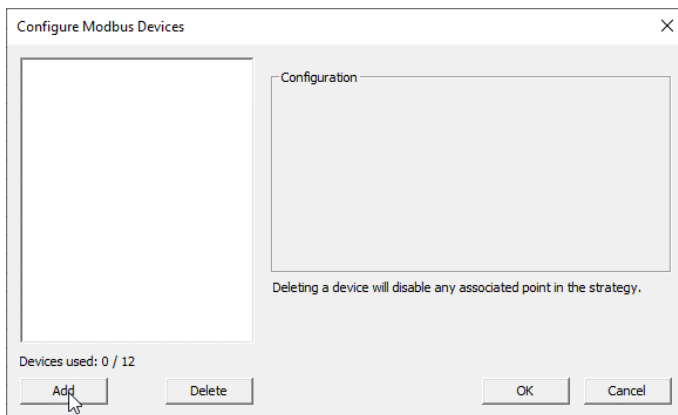 Configure Modbus Devices
Configuration
Deleting a device will disable any associated point in the strategy.
Devices used: 0 / 12
Add Delete OK Cancel